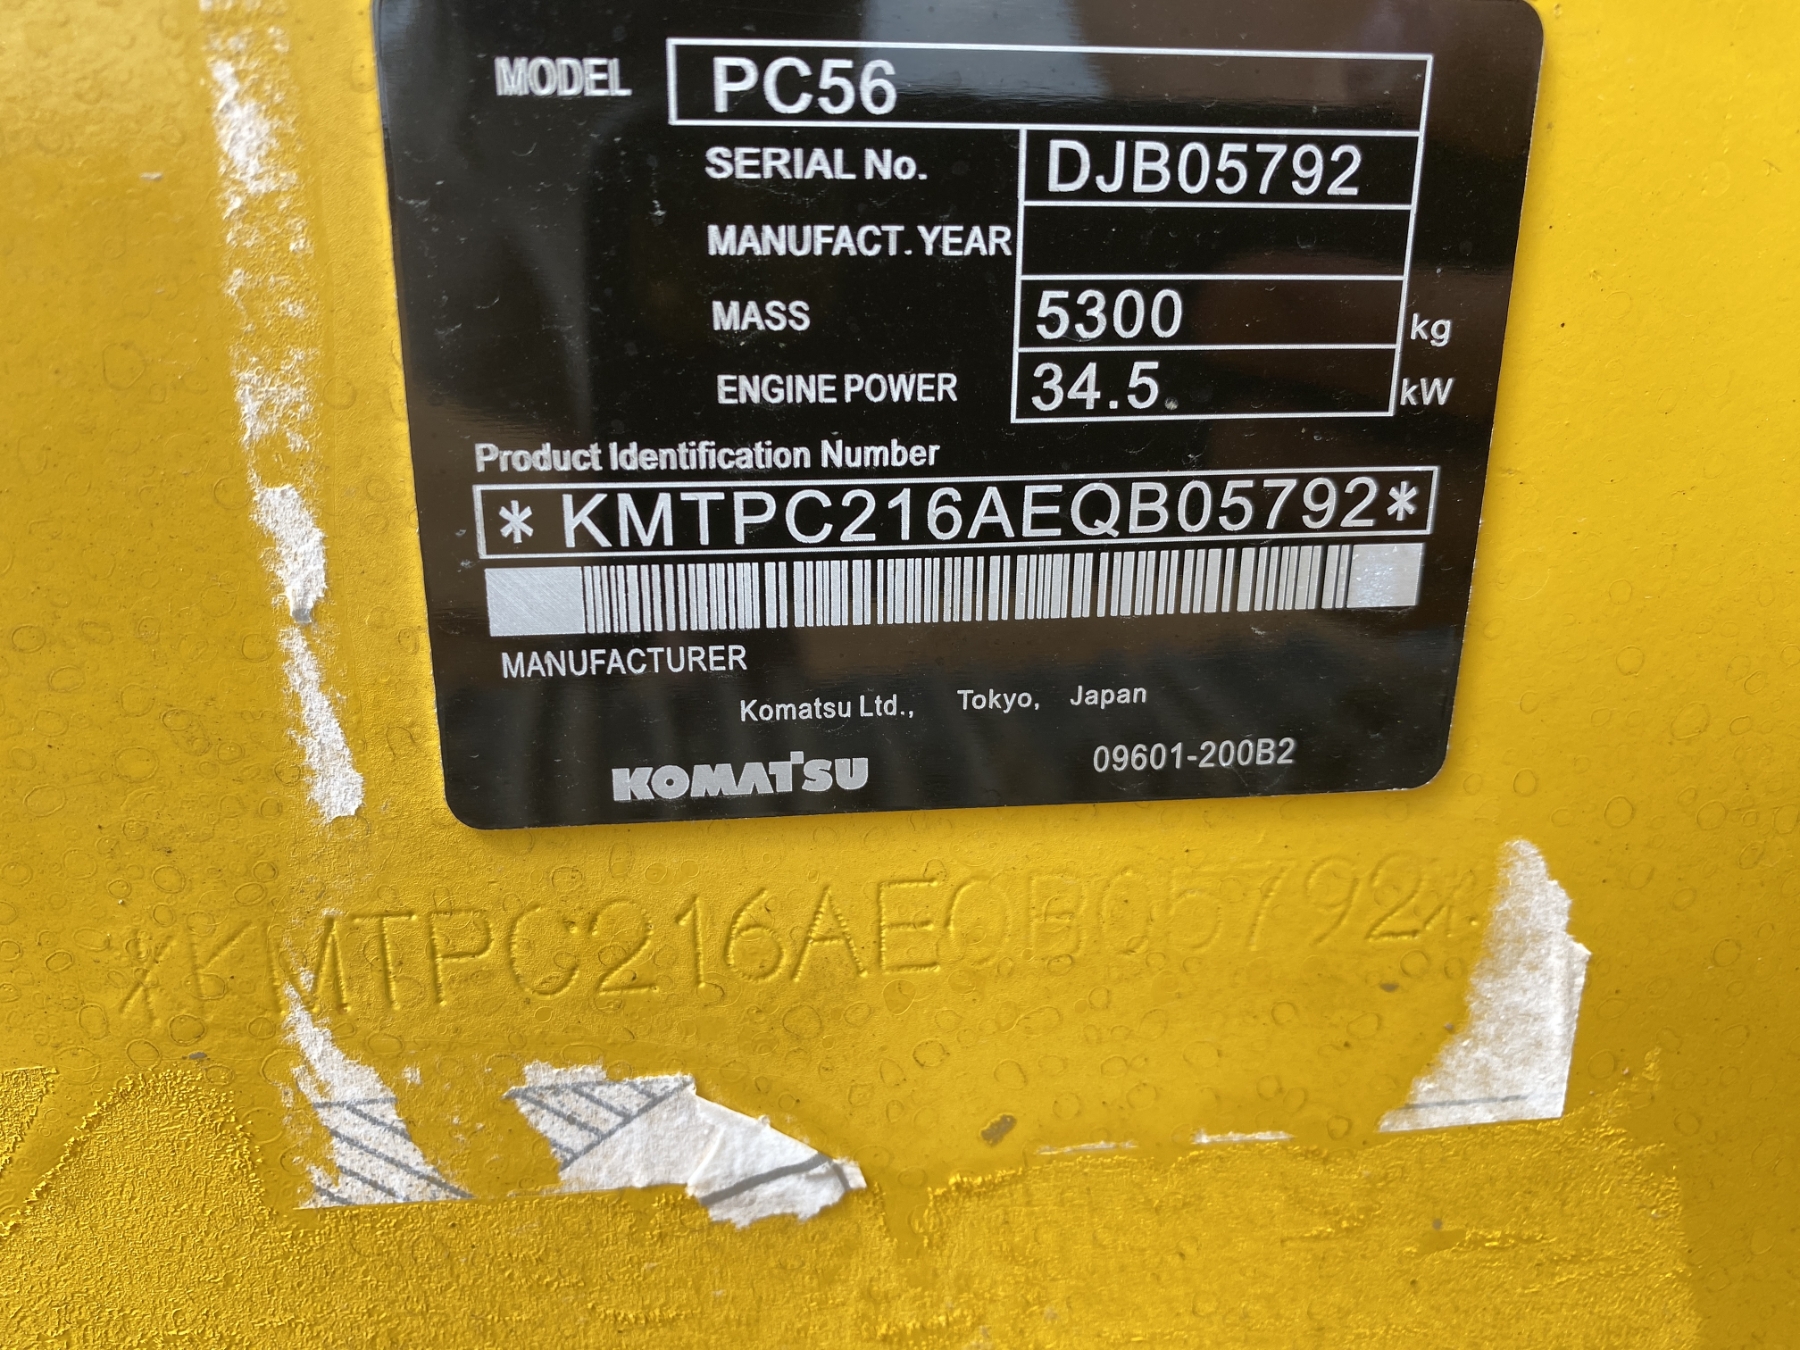 MODEL PC56
SERIAL No. DJB05792
MANUFACT. YEAR
MASS 5300 kg
ENGINE POWER 34.5 kW
Product Identification Number
*KMTPC216AEQB05792*
MANUFACTURER
Komatsu Ltd., Tokyo, Japan
KOMATSU 09601-200B2
*KMTPC216AEQB05792*